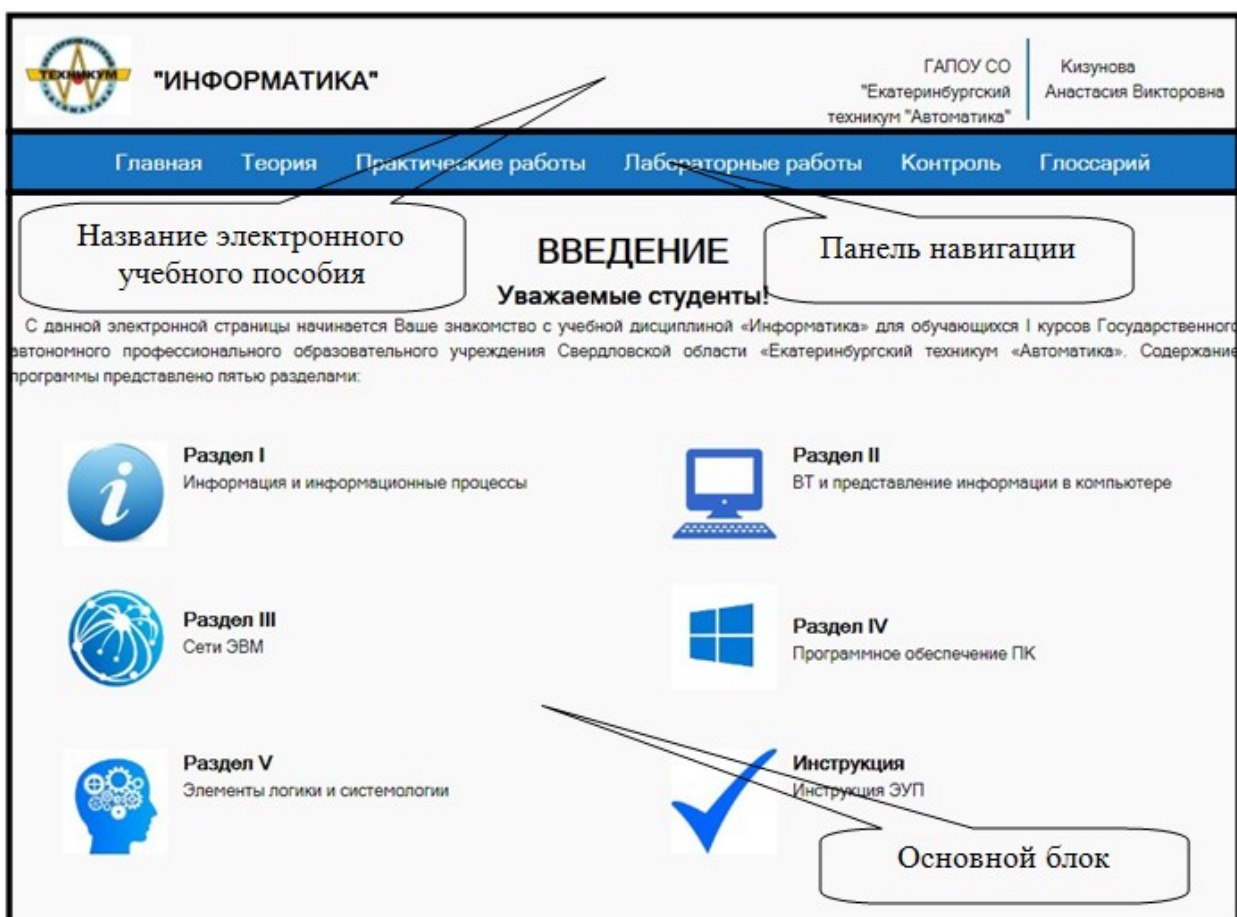 ТЕХНИКУМ
"ИНФОРМАТИКА"
ГАПОУ СО
"Екатеринбургский
техникум "Автоматика"
Кизунова
Анастасия Викторовна
Главная Теория Практические работы Лабораторные работы Контроль Глоссарий
Название электронного
учебного пособия
Панель навигации
ВВЕДЕНИЕ
Уважаемые студенты!
С данной электронной страницы начинается Ваше знакомство с учебной дисциплиной «Информатика» для обучающихся I курсов Государственного
автономного профессионального образовательного учреждения Свердловской области «Екатеринбургский техникум «Автоматика». Содержание
программы представлено пятью разделами:
Раздел I
Информация и информационные процессы
Раздел II
ВТ и представление информации в компьютере
Раздел III
Сети ЭВМ
Раздел IV
Программное обеспечение ПК
Раздел V
Элементы логики и системологии
Инструкция
Инструкция ЭУП
Основной блок